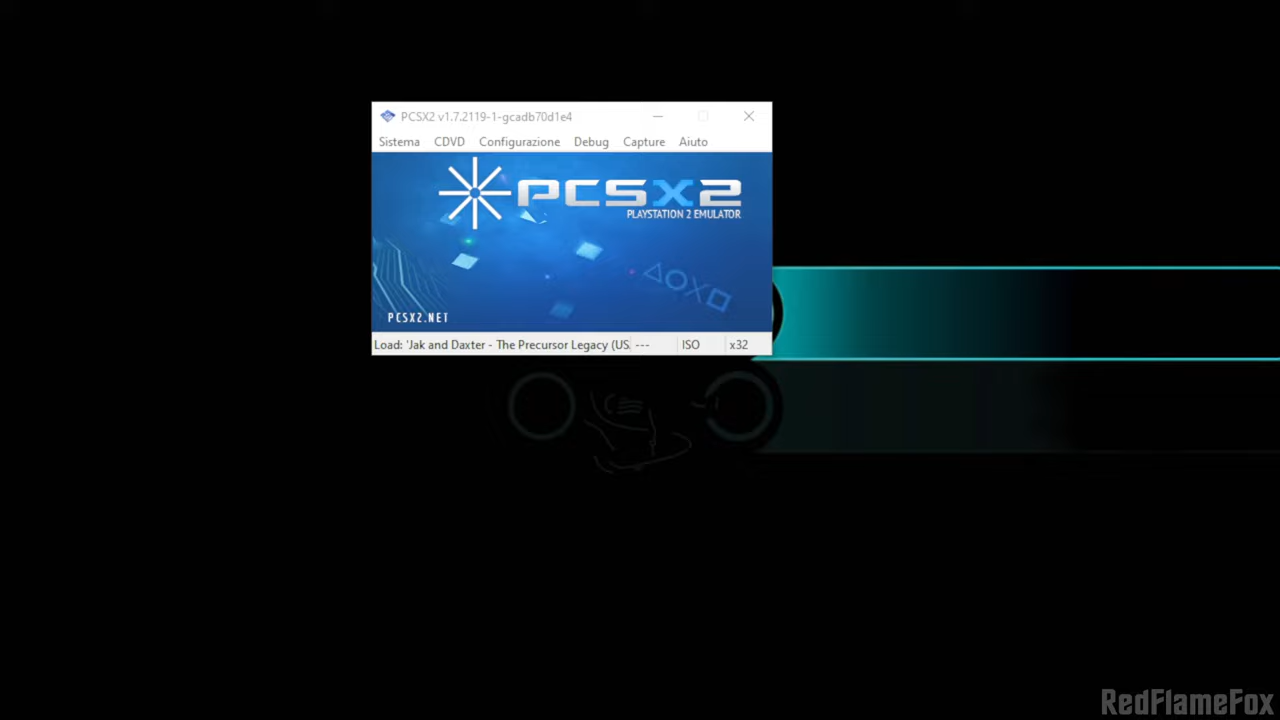 PCSX2 v1.7.2119-1-gcadb70d1e4
Sistema CDVD Configurazione Debug Capture Aiuto
PCSX2
PLAYSTATION 2 EMULATOR
PCSX2.NET
Load: 'Jak and Daxter - The Precursor Legacy (US. --- ISO x32
RedFlameFox